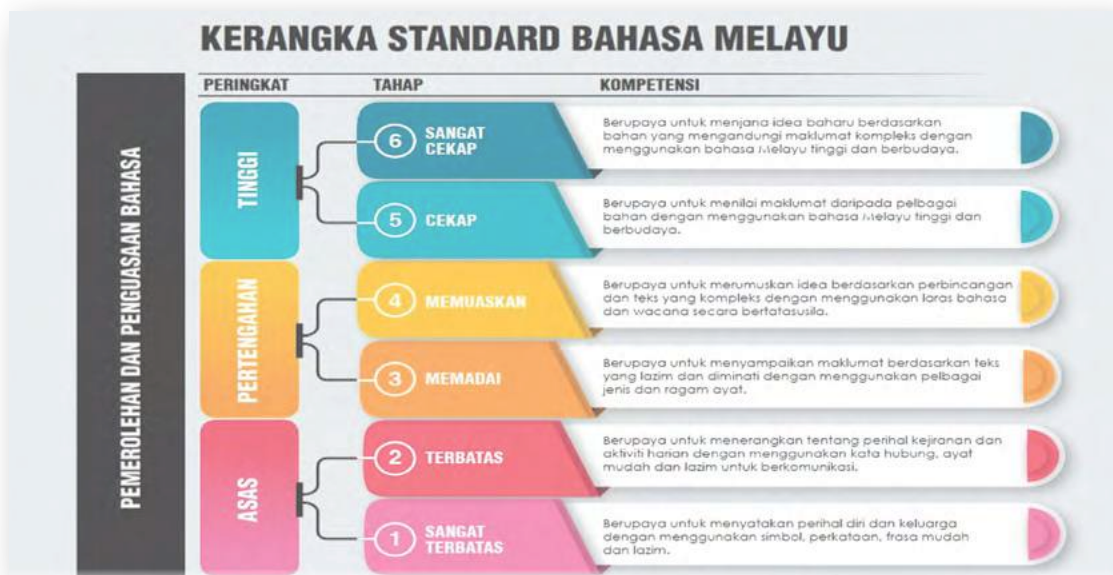 KERANGKA STANDARD BAHASA MELAYU
PEMEROLEHAN DAN PENGUASAAN BAHASA
PERINGKAT TAHAP KOMPETENSI
TINGGI
6 SANGAT
CEKAP
Berupaya untuk menjana idea baharu berdasarkan
bahan yang mengandungi maklumat kompleks dengan
menggunakan bahasa Melayu tinggi dan berbudaya.
5 CEKAP
Berupaya untuk menilai maklumat daripada pelbagai
bahan dengan menggunakan bahasa Melayu tinggi dan
berbudaya.
PERTENGAHAN
4 MEMUASKAN
Berupaya untuk merumuskan idea berdasarkan perbincangan
dan teks yang kompleks dengan menggunakan laras bahasa
dan wacana secara bertatasusila.
3 MEMADAI
Berupaya untuk menyampaikan maklumat berdasarkan teks
yang lazim dan diminati dengan menggunakan pelbagai
jenis dan ragam ayat.
ASAS
2 TERBATAS
Berupaya untuk menerangkan tentang perihal kejiranan dan
aktiviti harian dengan menggunakan kata hubung, ayat
mudah dan lazim untuk berkomunikasi.
1 SANGAT
TERBATAS
Berupaya untuk menyatakan perihal diri dan keluarga
dengan menggunakan simbol, perkataan, frasa mudah
dan lazim.